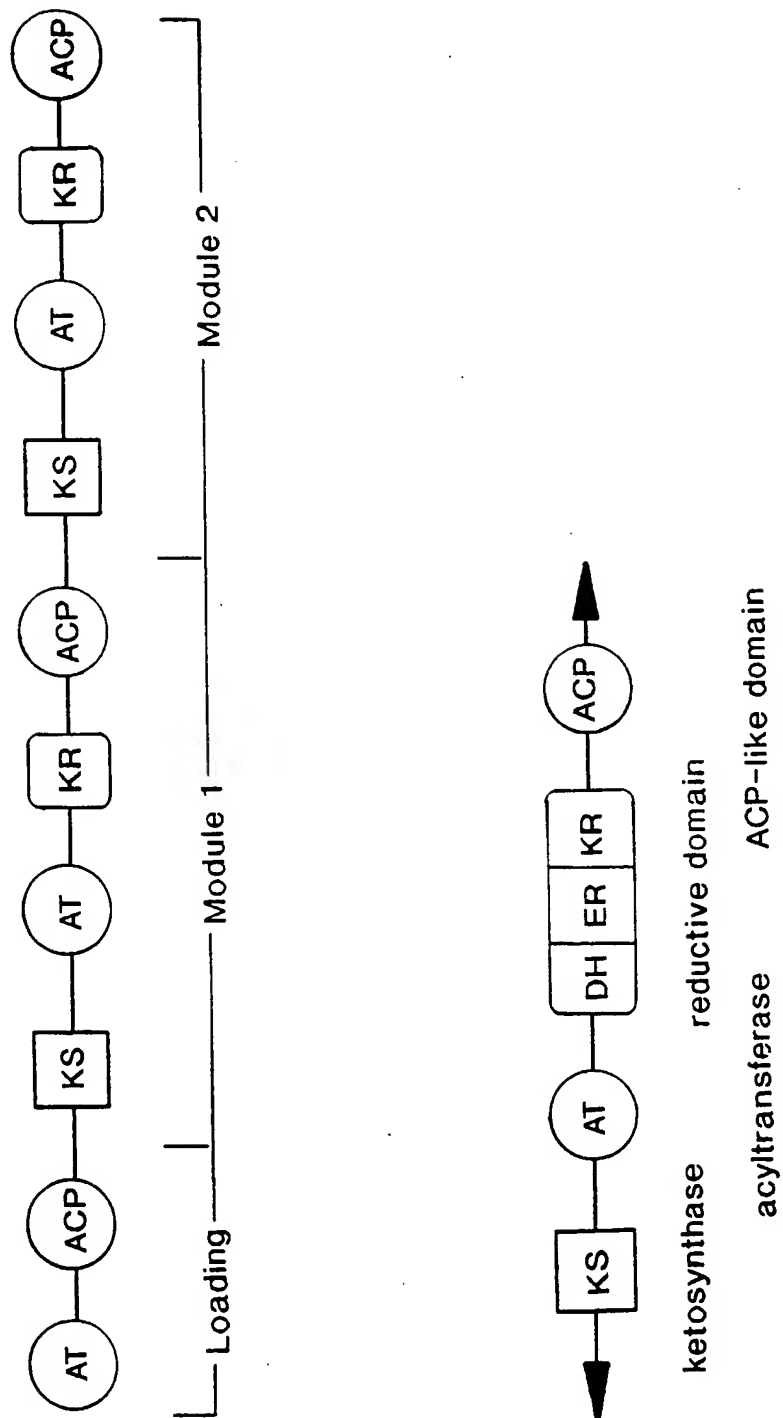 AT ACP KS AT KR ACP KS AT KR ACP
Loading Module 1 Module 2
KS AT DH ER KR ACP
ketosynthase reductive domain
acyltransferase ACP-like domain